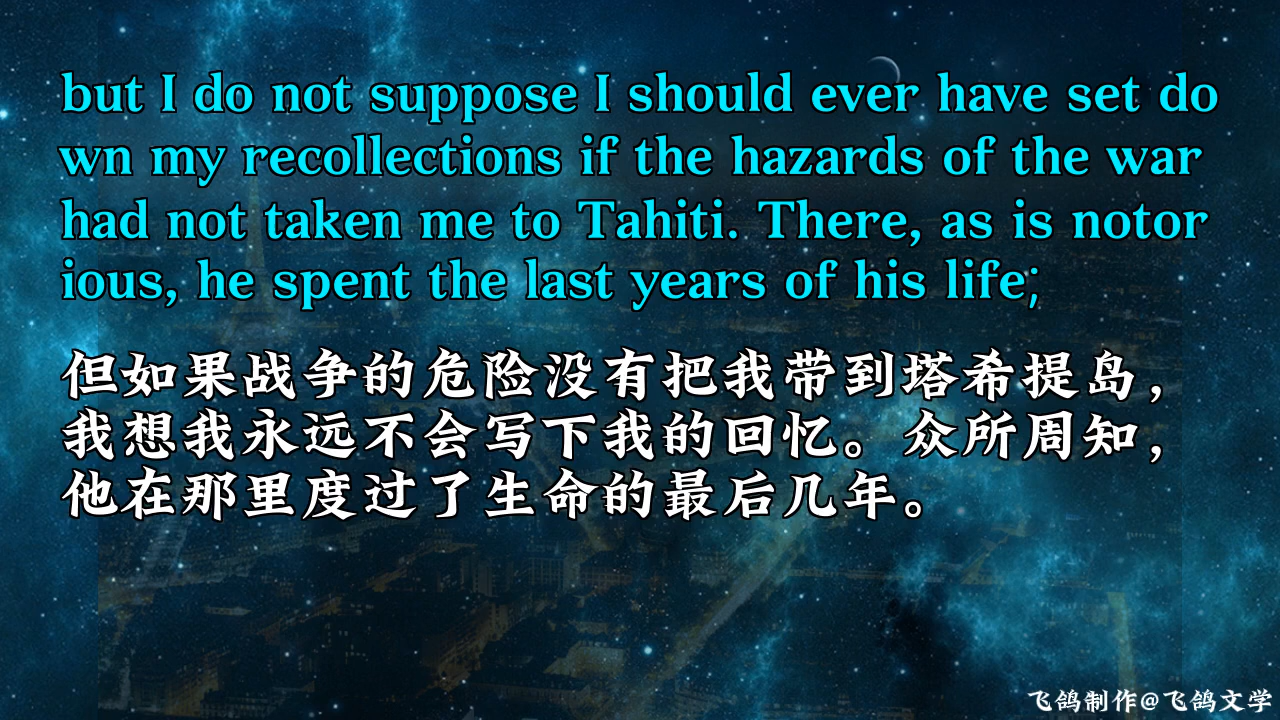 but I do not suppose I should ever have set do
wn my recollections if the hazards of the war
had not taken me to Tahiti. There, as is notor
ious, he spent the last years of his life;
但如果战争的危险没有把我带到塔希提岛，
我想我永远不会写下我的回忆。众所周知，
他在那里度过了生命的最后几年。
飞鸽制作@飞鸽文学